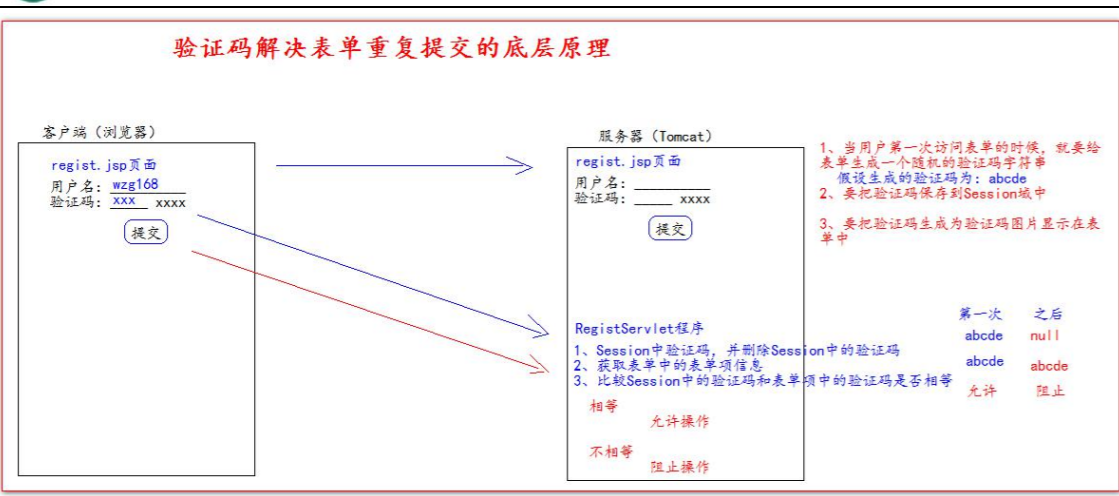 验证码解决表单重复提交的底层原理
客户端（浏览器）
regist.jsp页面
用户名：wzg168
验证码：xxx xxxx
提交
服务器（Tomcat）
regist.jsp页面
用户名：__________
验证码：_____ xxxx
提交
1、当用户第一次访问表单的时候，就要给
表单生成一个随机的验证码字符串
假设生成的验证码为：abcde
2、要把验证码保存到Session域中
3、要把验证码生成为验证码图片显示在表
单中
RegistServlet程序
1、Session中验证码，并删除Session中的验证码
2、获取表单中的表单项信息
3、比较Session中的验证码和表单项中的验证码是否相等
相等
允许操作
不相等
阻止操作
第一次 之后
abcde null
abcde abcde
允许 阻止